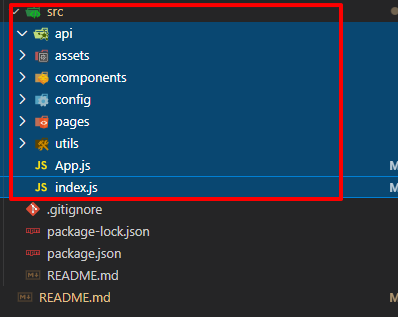 src
api
assets
components
config
pages
utils
JS App.js M
JS index.js M
.gitignore
package-lock.json
package.json M
README.md
README.md